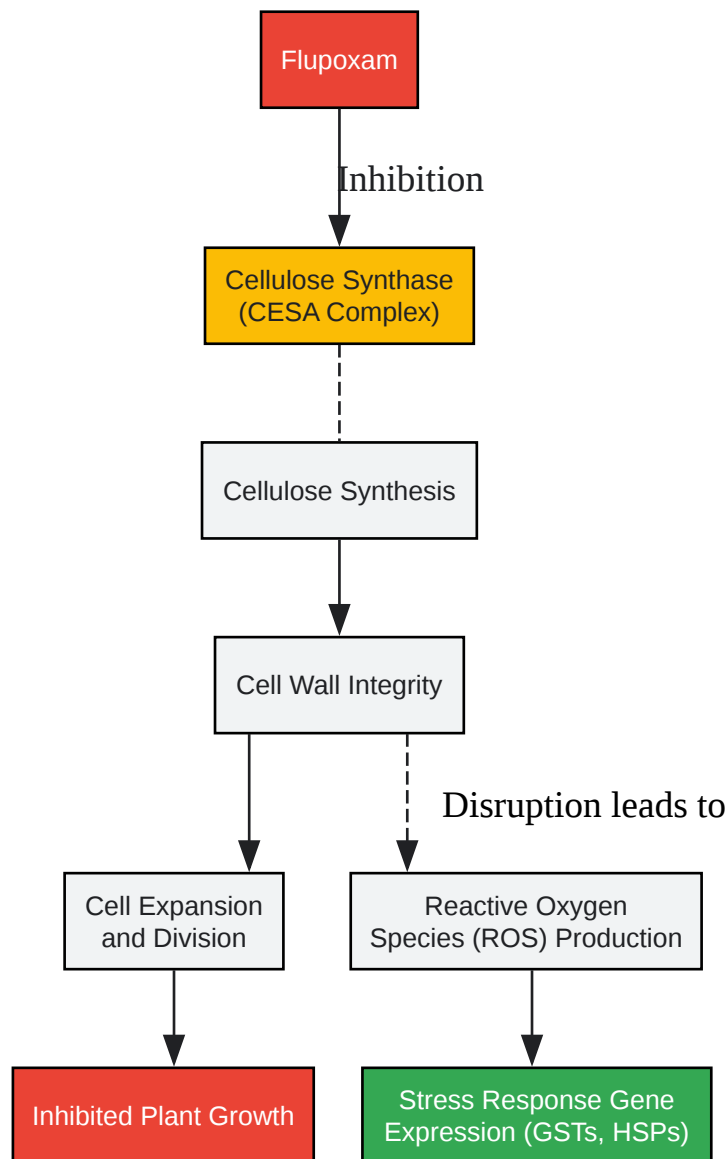 Flupoxam
Inhibition
Cellulose Synthase
(CESA Complex)
Cellulose Synthesis
Cell Wall Integrity
Disruption leads to
Cell Expansion
and Division
Reactive Oxygen
Species (ROS) Production
Inhibited Plant Growth
Stress Response Gene
Expression (GSTs, HSPs)